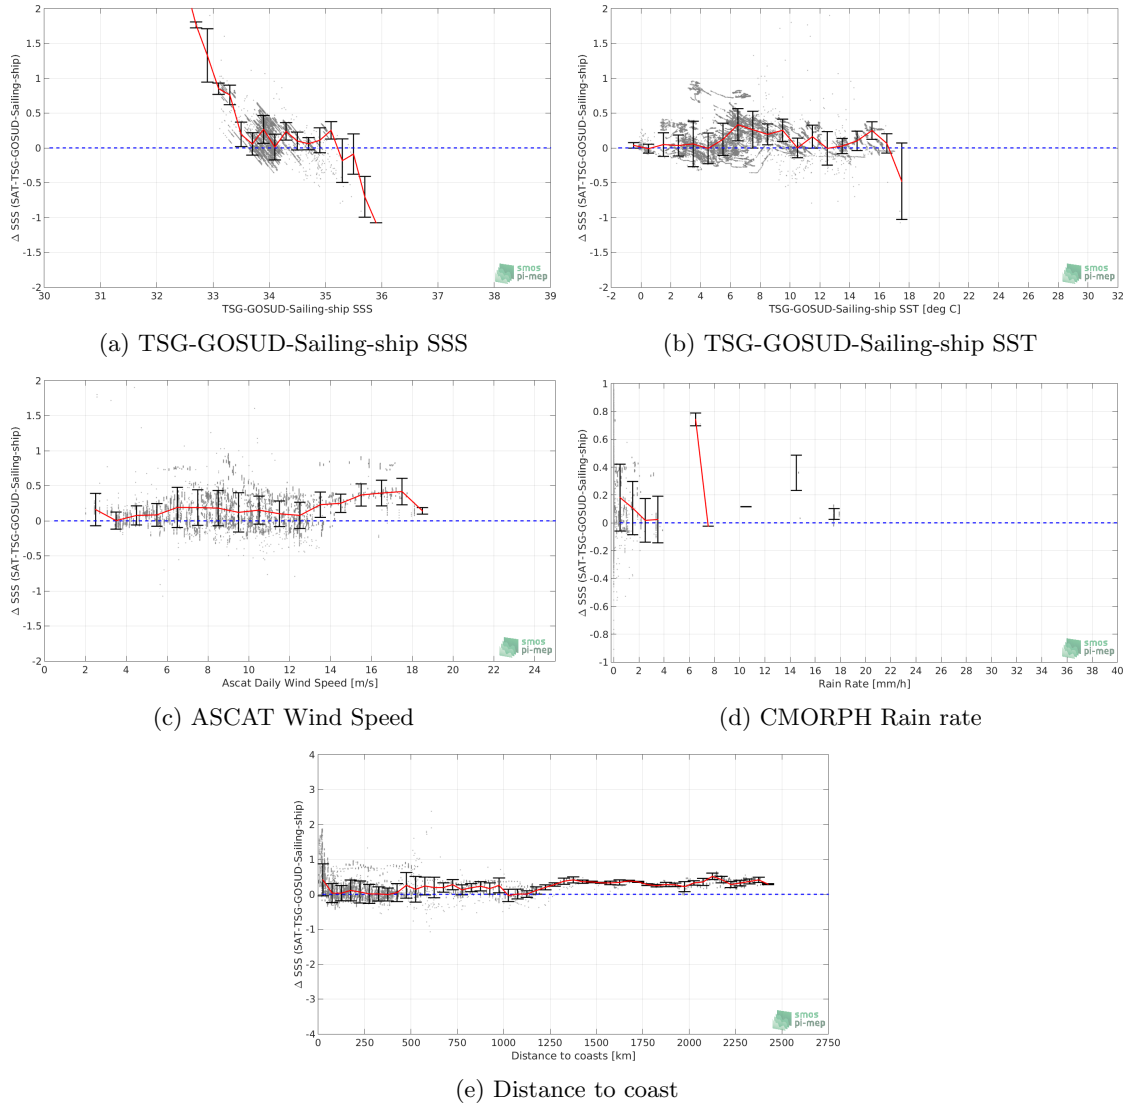 2
1.5
1
0.5
0
-0.5
-1
-1.5
-2
Δ SSS (SAT-TSG-GOSUD-Sailing-ship)
30 31 32 33 34 35 36 37 38 39
TSG-GOSUD-Sailing-ship SSS
smos
pi-mep
(a) TSG-GOSUD-Sailing-ship SSS
2
1.5
1
0.5
0
-0.5
-1
-1.5
-2
Δ SSS (SAT-TSG-GOSUD-Sailing-ship)
-2 0 2 4 6 8 10 12 14 16 18 20 22 24 26 28 30 32
TSG-GOSUD-Sailing-ship SST [deg C]
smos
pi-mep
(b) TSG-GOSUD-Sailing-ship SST
2
1.5
1
0.5
0
-0.5
-1
-1.5
-2
Δ SSS (SAT-TSG-GOSUD-Sailing-ship)
0 2 4 6 8 10 12 14 16 18 20 22 24
Ascat Daily Wind Speed [m/s]
smos
pi-mep
(c) ASCAT Wind Speed
1
0.8
0.6
0.4
0.2
0
-0.2
-0.4
-0.6
-0.8
-1
Δ SSS (SAT-TSG-GOSUD-Sailing-ship)
0 2 4 6 8 10 12 14 16 18 20 22 24 26 28 30 32 34 36 38 40
Rain Rate [mm/h]
smos
pi-mep
(d) CMORPH Rain rate
4
3
2
1
0
-1
-2
-3
-4
Δ SSS (SAT-TSG-GOSUD-Sailing-ship)
0 250 500 750 1000 1250 1500 1750 2000 2250 2500 2750
Distance to coasts [km]
smos
pi-mep
(e) Distance to coast